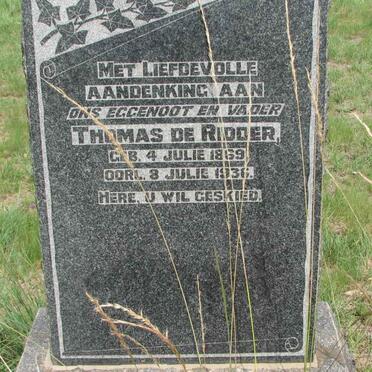 MET LIEFDEVOLLE
AANDENKING AAN
ONS EGGENOOT EN VADER
THOMAS DE RIDDER,
GEB. 4 JULIE 1869
OORL. 3 JULIE 1936.
HERE, U WIL GESKIED.